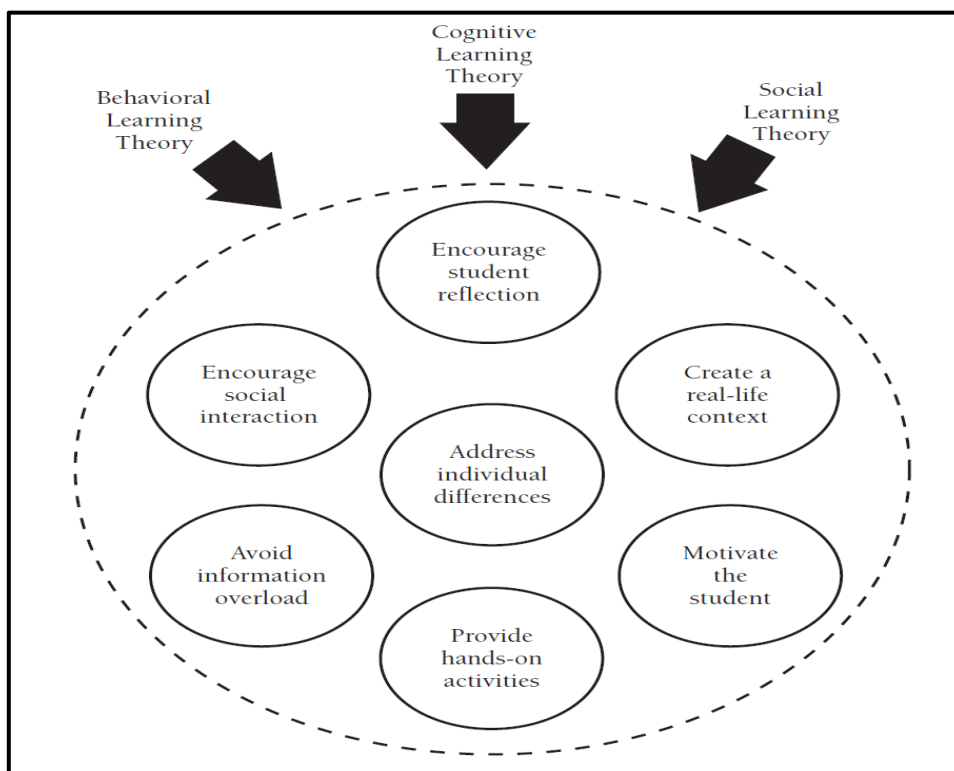 Cognitive
Learning
Theory
Behavioral
Learning
Theory
Social
Learning
Theory
Encourage
student
reflection
Encourage
social
interaction
Create a
real-life
context
Address
individual
differences
Avoid
information
overload
Motivate
the
student
Provide
hands-on
activities